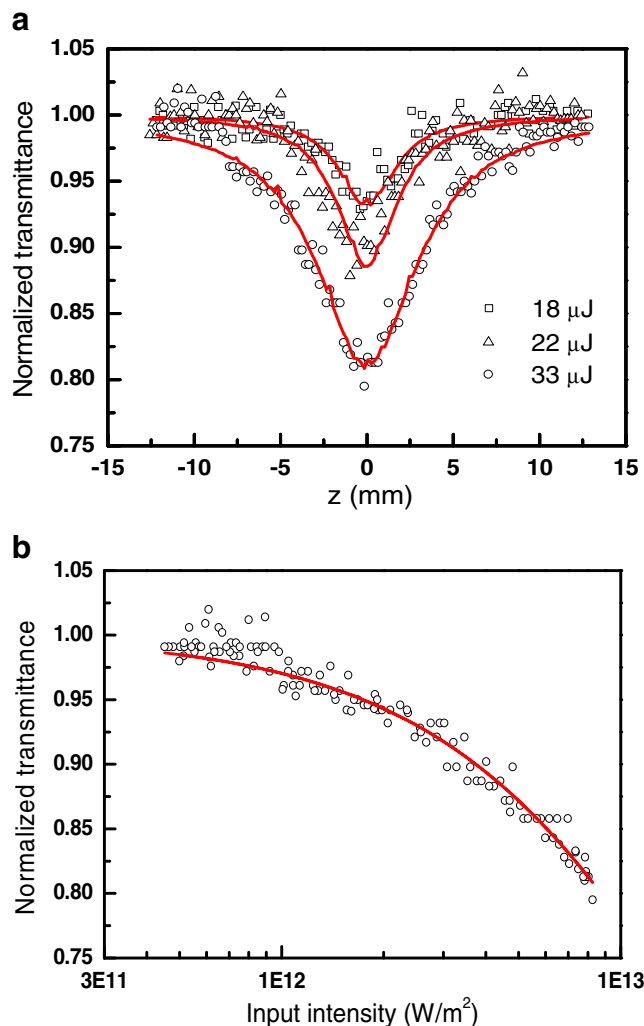 a
1.05
1.00
0.95
0.90
0.85
0.80
0.75
Normalized transmittance
18 μJ
22 μJ
33 μJ
-15 -10 -5 0 5 10 15
z (mm)
b
1.05
1.00
0.95
0.90
0.85
0.80
0.75
Normalized transmittance
3E11 1E12 1E13
Input intensity (W/m²)